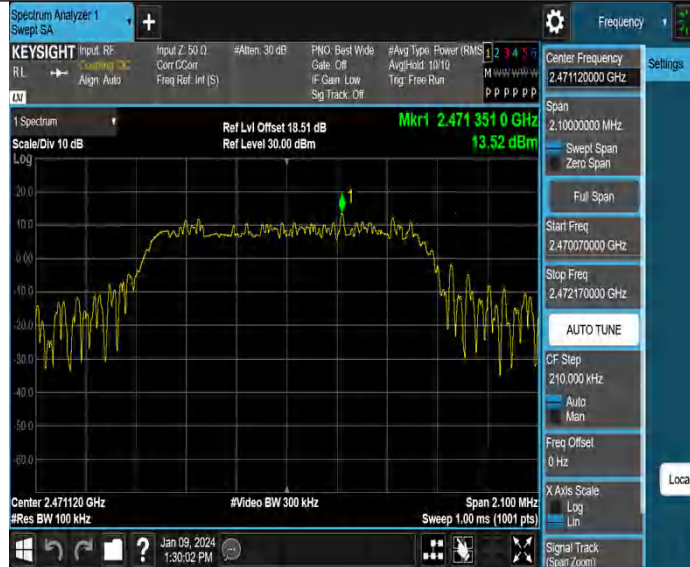 Spectrum Analyzer 1
Swept SA
+
Frequency
KEYSIGHT
RL
Input: RF
Coupling: DC
Align: Auto
Input Z: 50 Ω
Corr CCorr
Freq Ref: Int (S)
#Atten: 30 dB
PNO: Best Wide
Gate: Off
IF Gain: Low
Sig Track: Off
#Avg Type: Power (RMS
Avg|Hold: 10/10
Trig: Free Run
1 2 3 4 5 6
M W W W W W
P P P P P P
LXI
Center Frequency
2.471120000 GHz
Settings
Span
2.10000000 MHz
Swept Span
Zero Span
Full Span
Start Freq
2.470070000 GHz
Stop Freq
2.472170000 GHz
AUTO TUNE
CF Step
210.000 kHz
Auto
Man
Freq Offset
0 Hz
X Axis Scale
Log
Lin
Signal Track
(Span Zoom)
Loca
1 Spectrum
Scale/Div 10 dB
Ref Lvl Offset 18.51 dB
Ref Level 30.00 dBm
Mkr1 2.471 351 0 GHz
13.52 dBm
Log
20.0
10.0
0.00
-10.0
-20.0
-30.0
-40.0
-50.0
-60.0
1
Center 2.471120 GHz
#Res BW 100 kHz
#Video BW 300 kHz
Span 2.100 MHz
Sweep 1.00 ms (1001 pts)
?
Jan 09, 2024
1:30:02 PM